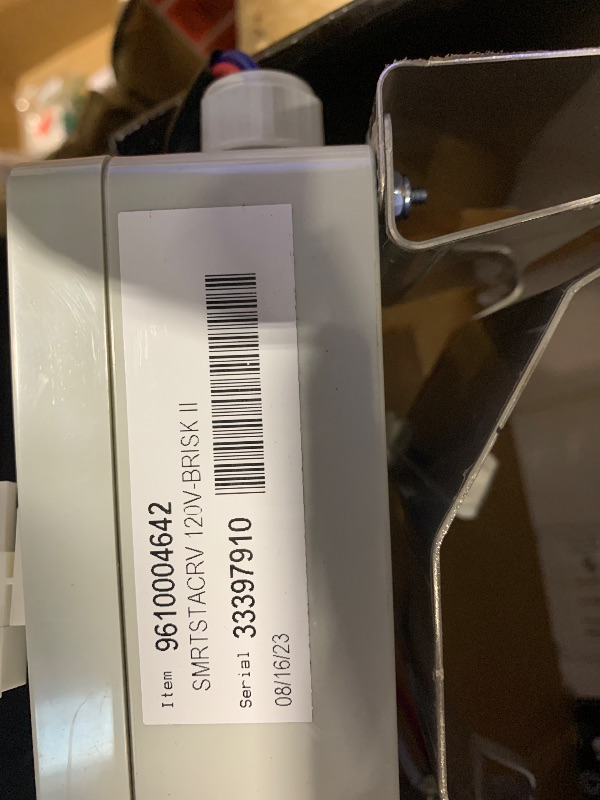 Item 9610004642
SMRTSTACRV 120V-BRISK II
Serial 33397910
08/16/23